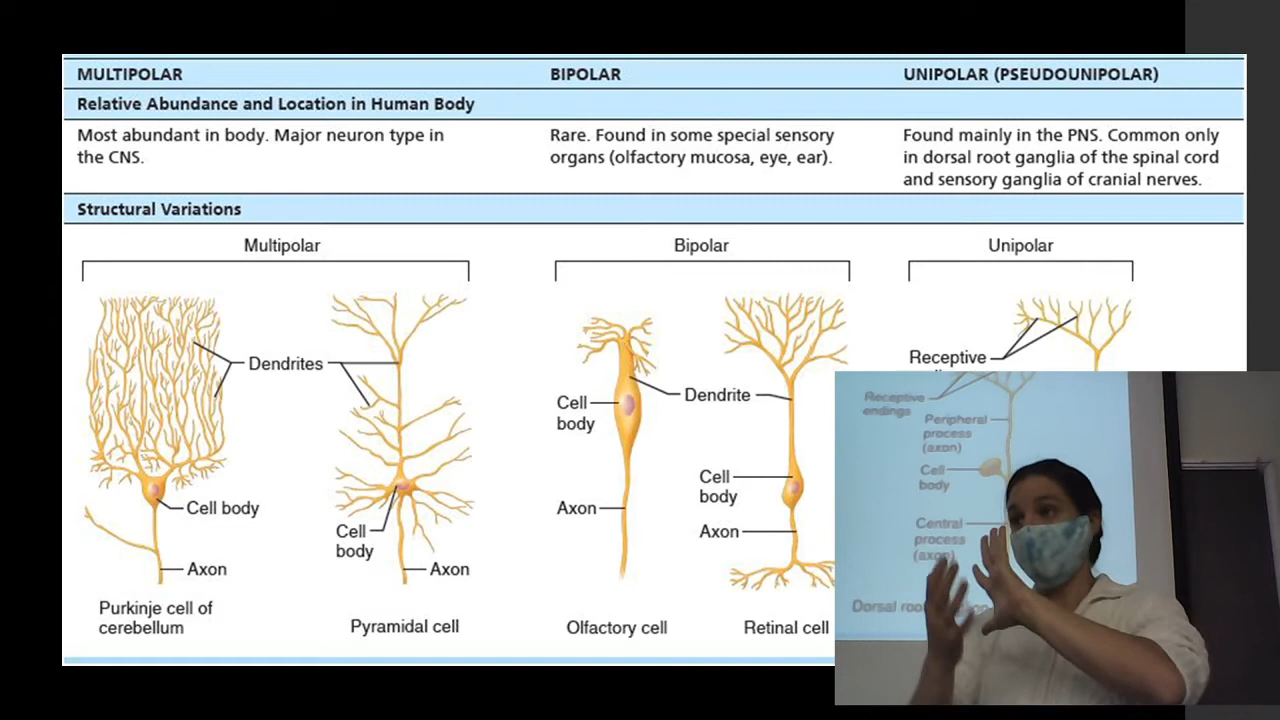 MULTIPOLAR
BIPOLAR
UNIPOLAR (PSEUDOUNIPOLAR)
Relative Abundance and Location in Human Body
Most abundant in body. Major neuron type in
the CNS.
Rare. Found in some special sensory
organs (olfactory mucosa, eye, ear).
Found mainly in the PNS. Common only
in dorsal root ganglia of the spinal cord
and sensory ganglia of cranial nerves.
Structural Variations
Multipolar
Dendrites
Cell body
Axon
Purkinje cell of
cerebellum
Cell
body
Axon
Pyramidal cell
Bipolar
Cell
body
Dendrite
Axon
Olfactory cell
Cell
body
Axon
Retinal cell
Unipolar
Receptive
Receptive
endings
Peripheral
process
(axon)
Cell
body
Central
process
(axon)
Dorsal